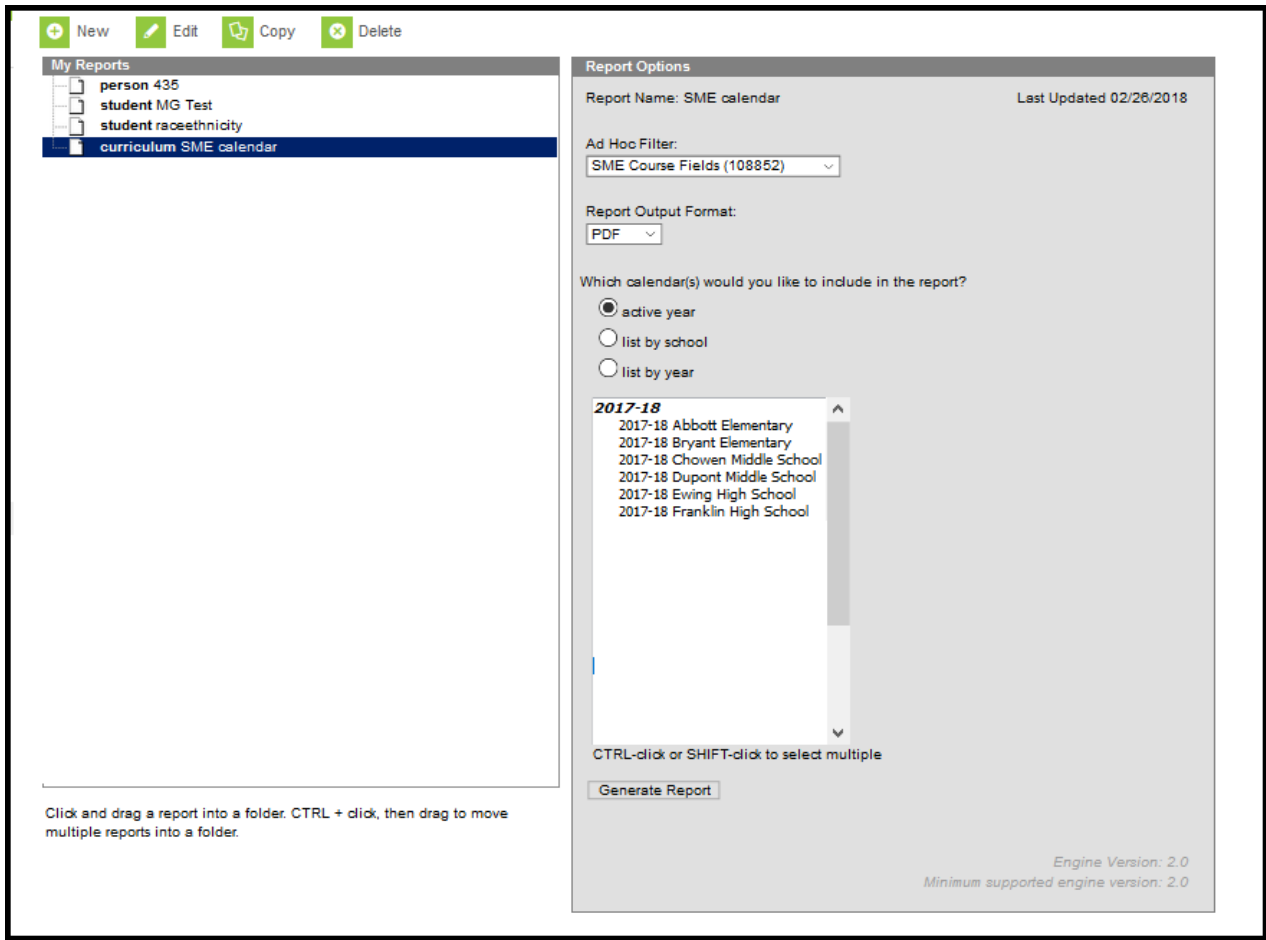 New Edit Copy Delete
My Reports
person 435
student MG Test
student raceethnicity
curriculum SME calendar
Click and drag a report into a folder. CTRL + click, then drag to move
multiple reports into a folder.
Report Options
Report Name: SME calendar Last Updated 02/26/2018
Ad Hoc Filter:
SME Course Fields (108852)
Report Output Format:
PDF
Which calendar(s) would you like to include in the report?
active year
list by school
list by year
2017-18
2017-18 Abbott Elementary
2017-18 Bryant Elementary
2017-18 Chowen Middle School
2017-18 Dupont Middle School
2017-18 Ewing High School
2017-18 Franklin High School
CTRL-click or SHIFT-click to select multiple
Generate Report
Engine Version: 2.0
Minimum supported engine version: 2.0